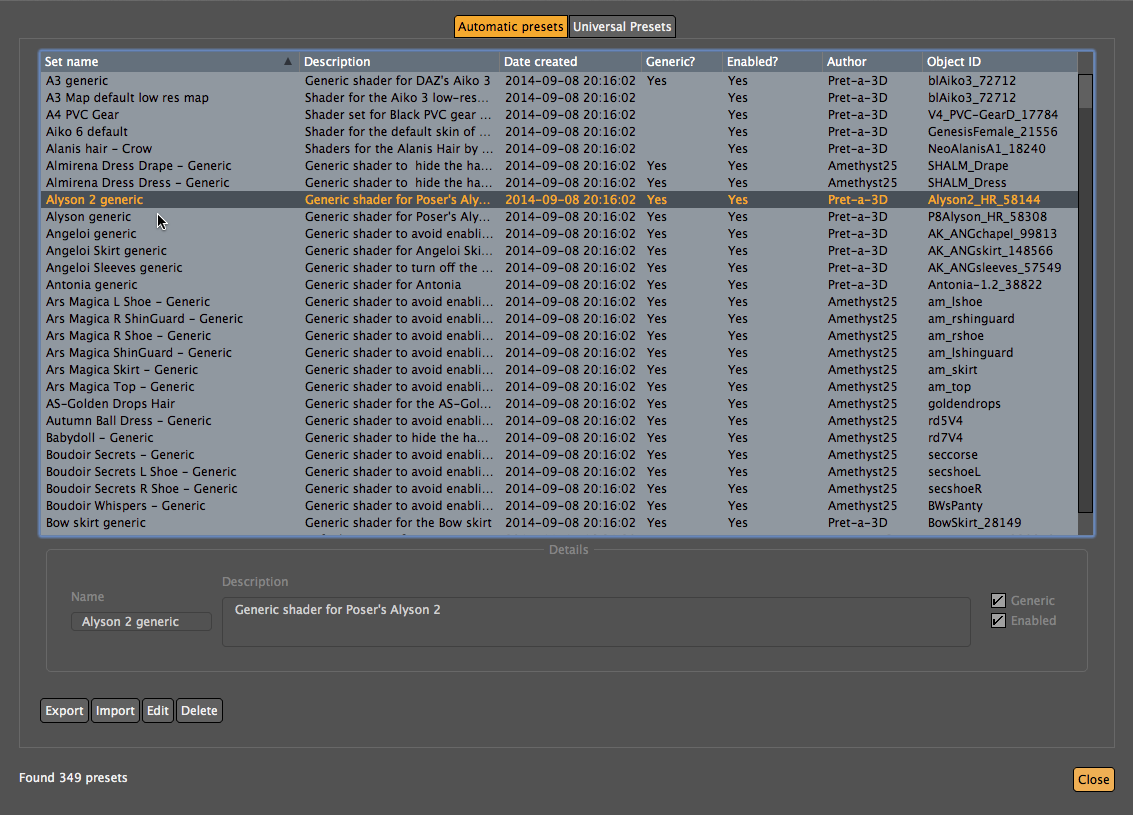 Automatic presets Universal Presets
Set name Description Date created Generic? Enabled? Author Object ID
A3 generic Generic shader for DAZ's Aiko 3 2014-09-08 20:16:02 Yes Yes Pret-a-3D blAiko3_72712
A3 Map default low res map Shader for the Aiko 3 low-res... 2014-09-08 20:16:02 Yes Pret-a-3D blAiko3_72712
A4 PVC Gear Shader set for Black PVC gear ... 2014-09-08 20:16:02 Yes Pret-a-3D V4_PVC-GearD_17784
Aiko 6 default Shader for the default skin of ... 2014-09-08 20:16:02 Yes Pret-a-3D GenesisFemale_21556
Alanis hair - Crow Shaders for the Alanis Hair by ... 2014-09-08 20:16:02 Yes Pret-a-3D NeoAlanisA1_18240
Almirena Dress Drape - Generic Generic shader to hide the ha... 2014-09-08 20:16:02 Yes Yes Amethyst25 SHALM_Drape
Almirena Dress Dress - Generic Generic shader to hide the ha... 2014-09-08 20:16:02 Yes Yes Amethyst25 SHALM_Dress
Alyson 2 generic Generic shader for Poser's Aly... 2014-09-08 20:16:02 Yes Yes Pret-a-3D Alyson2_HR_58144
Alyson generic Generic shader for Poser's Aly... 2014-09-08 20:16:02 Yes Yes Pret-a-3D P8Alyson_HR_58308
Angeloi generic Generic shader to avoid enabli... 2014-09-08 20:16:02 Yes Yes Pret-a-3D AK_ANGchapel_99813
Angeloi Skirt generic Generic shader for Angeloi Ski... 2014-09-08 20:16:02 Yes Yes Pret-a-3D AK_ANGskirt_148566
Angeloi Sleeves generic Generic shader to turn off the ... 2014-09-08 20:16:02 Yes Yes Pret-a-3D AK_ANGsleeves_57549
Antonia generic Generic shader for Antonia 2014-09-08 20:16:02 Yes Yes Pret-a-3D Antonia-1.2_38822
Ars Magica L Shoe - Generic Generic shader to avoid enabli... 2014-09-08 20:16:02 Yes Yes Amethyst25 am_lshoe
Ars Magica R ShinGuard - Generic Generic shader to avoid enabli... 2014-09-08 20:16:02 Yes Yes Amethyst25 am_rshinguard
Ars Magica R Shoe - Generic Generic shader to avoid enabli... 2014-09-08 20:16:02 Yes Yes Amethyst25 am_rshoe
Ars Magica ShinGuard - Generic Generic shader to avoid enabli... 2014-09-08 20:16:02 Yes Yes Amethyst25 am_lshinguard
Ars Magica Skirt - Generic Generic shader to avoid enabli... 2014-09-08 20:16:02 Yes Yes Amethyst25 am_skirt
Ars Magica Top - Generic Generic shader to avoid enabli... 2014-09-08 20:16:02 Yes Yes Amethyst25 am_top
AS-Golden Drops Hair Generic shader for the AS-Gol... 2014-09-08 20:16:02 Yes Yes Amethyst25 goldendrops
Autumn Ball Dress - Generic Generic shader to avoid enabli... 2014-09-08 20:16:02 Yes Yes Amethyst25 rd5V4
Babydoll - Generic Generic shader to hide the ha... 2014-09-08 20:16:02 Yes Yes Amethyst25 rd7V4
Boudoir Secrets - Generic Generic shader to avoid enabli... 2014-09-08 20:16:02 Yes Yes Amethyst25 seccorse
Boudoir Secrets L Shoe - Generic Generic shader to avoid enabli... 2014-09-08 20:16:02 Yes Yes Amethyst25 secshoeL
Boudoir Secrets R Shoe - Generic Generic shader to avoid enabli... 2014-09-08 20:16:02 Yes Yes Amethyst25 secshoeR
Boudoir Whispers - Generic Generic shader to avoid enabli... 2014-09-08 20:16:02 Yes Yes Amethyst25 BWsPanty
Bow skirt generic Generic shader for the Bow skirt 2014-09-08 20:16:02 Yes Yes Pret-a-3D BowSkirt_28149
Details
Description
Name
Generic shader for Poser's Alyson 2
Generic
Alyson 2 generic
Enabled
Export Import Edit Delete
Found 349 presets
Close